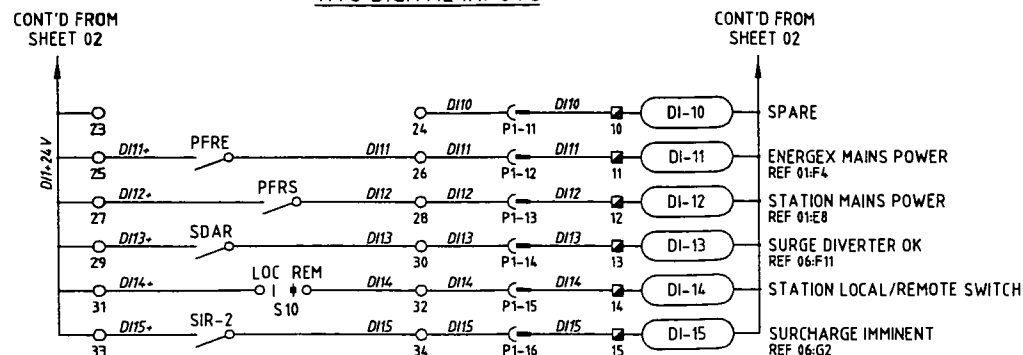 CONT'D FROM
SHEET 02
CONT'D FROM
SHEET 02
DI1+24V
23
24
DI10
P1-11
DI10
10
DI-10
SPARE
25
DI11+
PFRE
DI11
26
DI11
P1-12
DI11
11
DI-11
ENERGEX MAINS POWER
REF 01:F4
27
DI12+
PFRS
DI12
28
DI12
P1-13
DI12
12
DI-12
STATION MAINS POWER
REF 01:E8
29
DI13+
SDAR
DI13
30
DI13
P1-14
DI13
13
DI-13
SURGE DIVERTER OK
REF 06:F11
31
DI14+
LOC REM
S10
DI14
32
DI14
P1-15
DI14
14
DI-14
STATION LOCAL/REMOTE SWITCH
33
DI15+
SIR-2
DI15
34
DI15
P1-16
DI15
15
DI-15
SURCHARGE IMMINENT
REF 06:G2